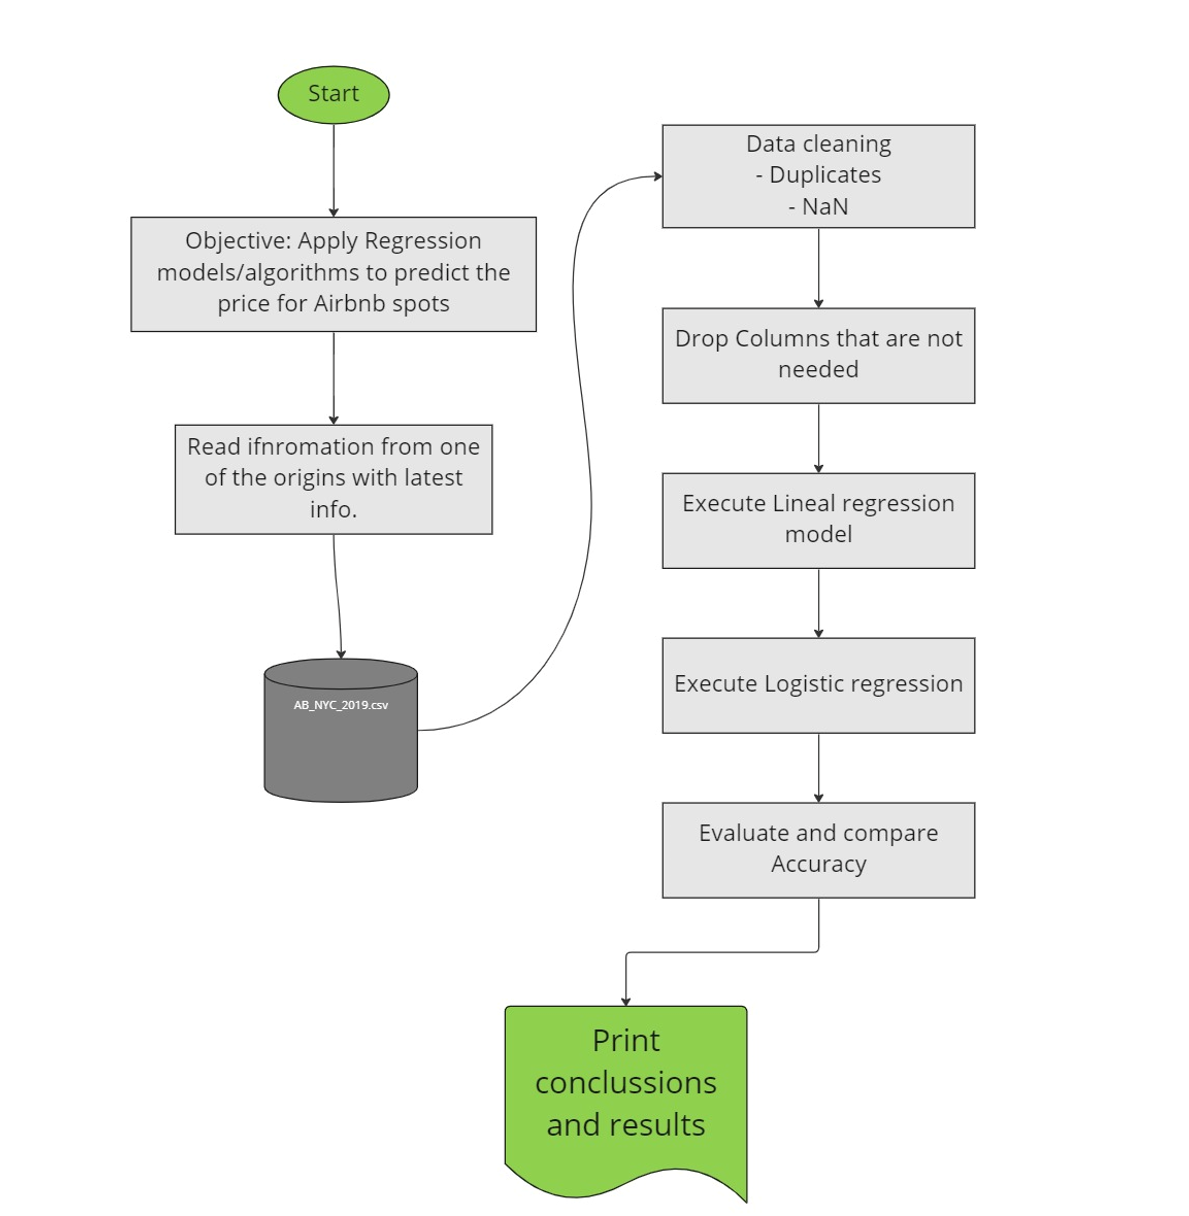 Start
Objective: Apply Regression
models/algorithms to predict the
price for Airbnb spots
Read ifnromation from one
of the origins with latest
info.
AB_NYC_2019.csv
Data cleaning
- Duplicates
- NaN
Drop Columns that are not
needed
Execute Lineal regression
model
Execute Logistic regression
Evaluate and compare
Accuracy
Print
conclussions
and results